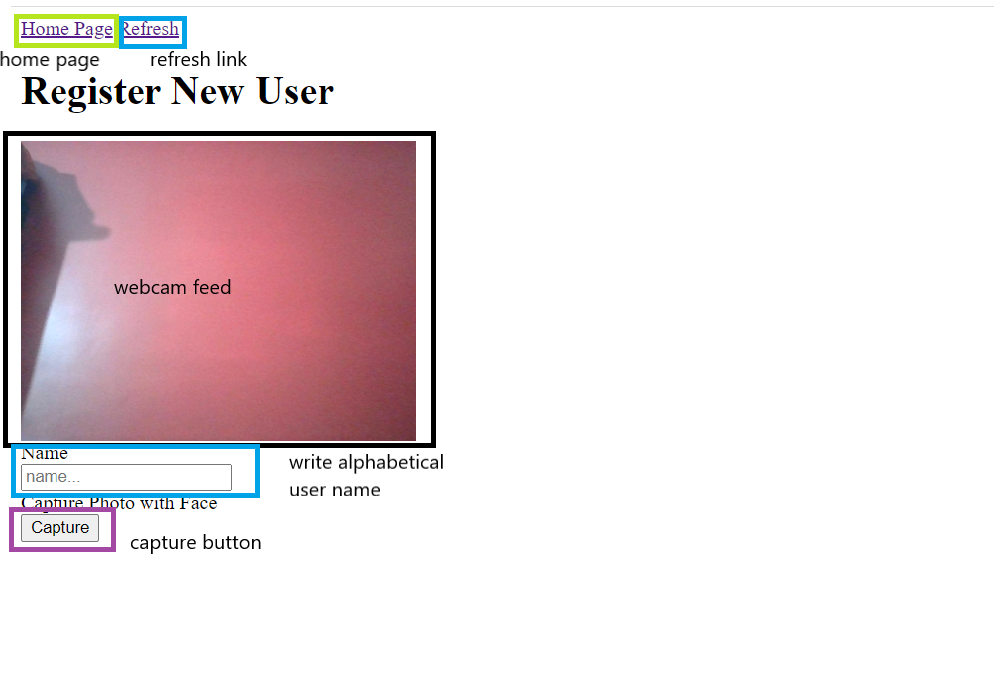 Home Page Refresh
home page refresh link
Register New User
webcam feed
Name
name...
write alphabetical
user name
Capture Photo with Face
Capture
capture button